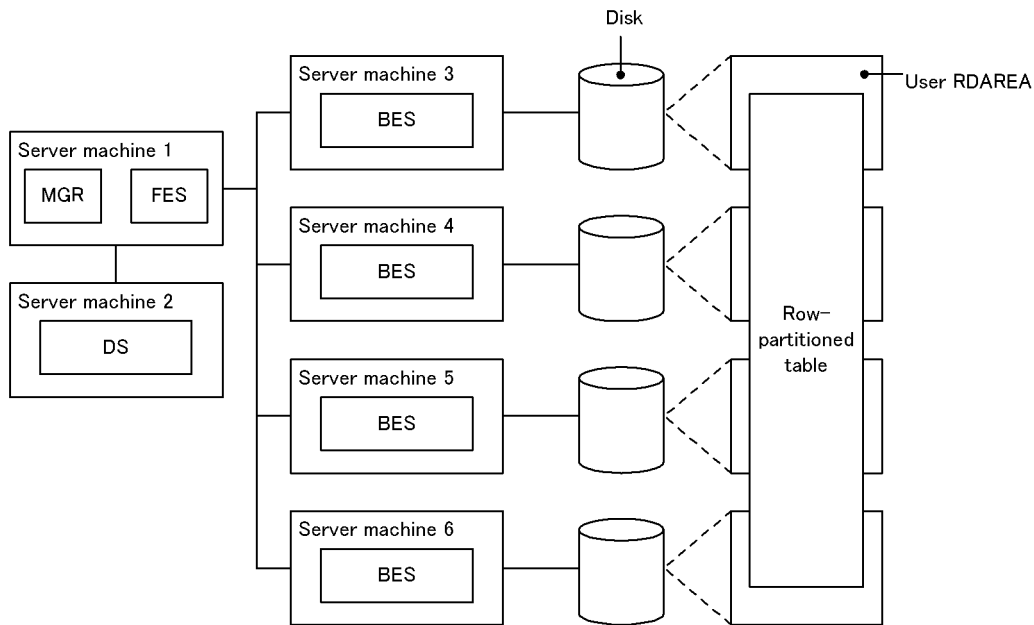 Disk
Server machine 3
BES
User RDAREA
Server machine 1
MGR
FES
Server machine 4
BES
Server machine 2
DS
Row-
partitioned
table
Server machine 5
BES
Server machine 6
BES